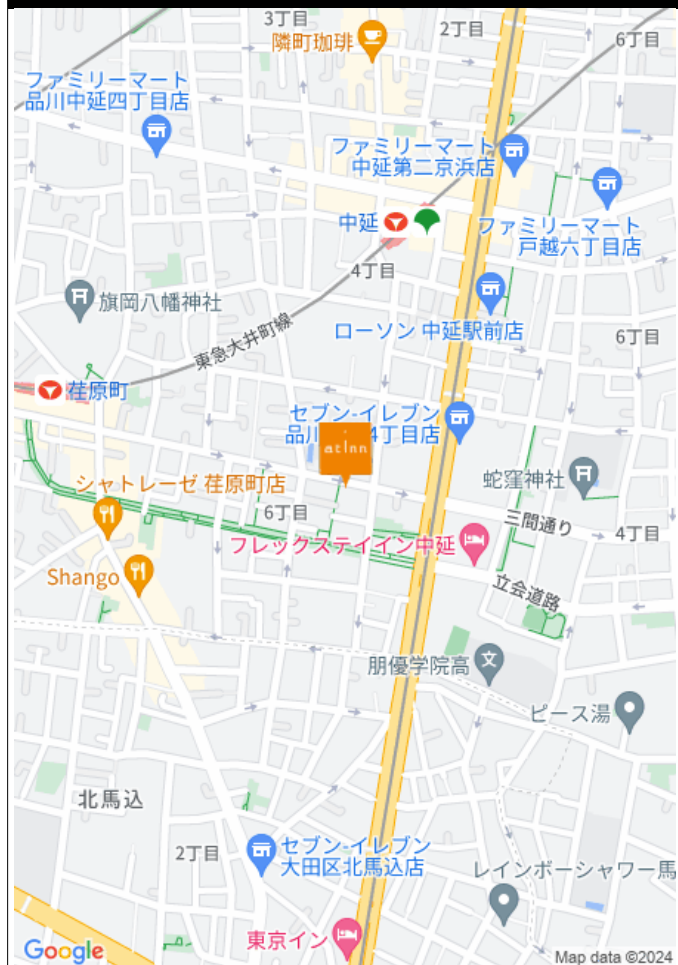 3丁目
2丁目
隣町珈琲
6丁目
ファミリーマート
品川中延四丁目店
ファミリーマート
中延第二京浜店
中延
ファミリーマート
戸越六丁目店
4丁目
旗岡八幡神社
ローソン 中延駅前店
6丁目
東急大井町線
荏原町
セブン-イレブン
品川
4丁目店
at inn
シャトレーゼ 荏原町店
蛇窪神社
6丁目
三間通り
4丁目
フレックステイイン中延
Shango
立会道路
朋優学院高
ピース湯
北馬込
2丁目
セブン-イレブン
大田区北馬込店
レインボーシャワー馬
東京イン
Google
Map data ©2024